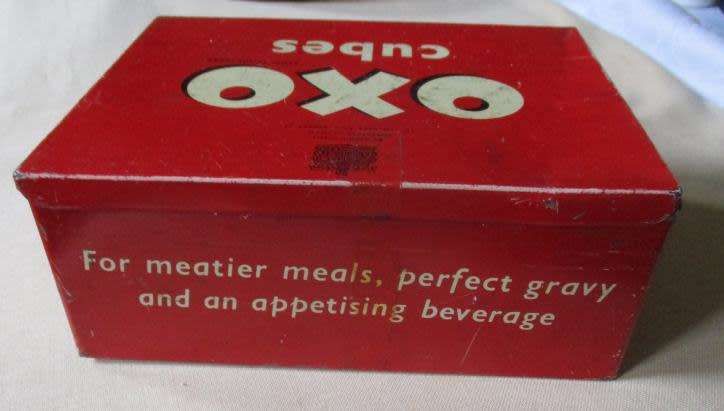 cubes
OXO
For meatier meals, perfect gravy
and an appetising beverage